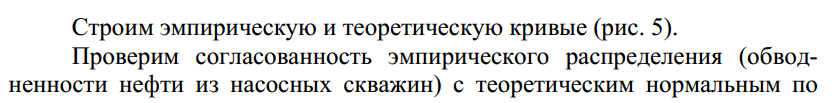 Строим эмпирическую и теоретическую кривые (рис. 5).
Проверим согласованность эмпирического распределения (обвод-
ненности нефти из насосных скважин) с теоретическим нормальным по